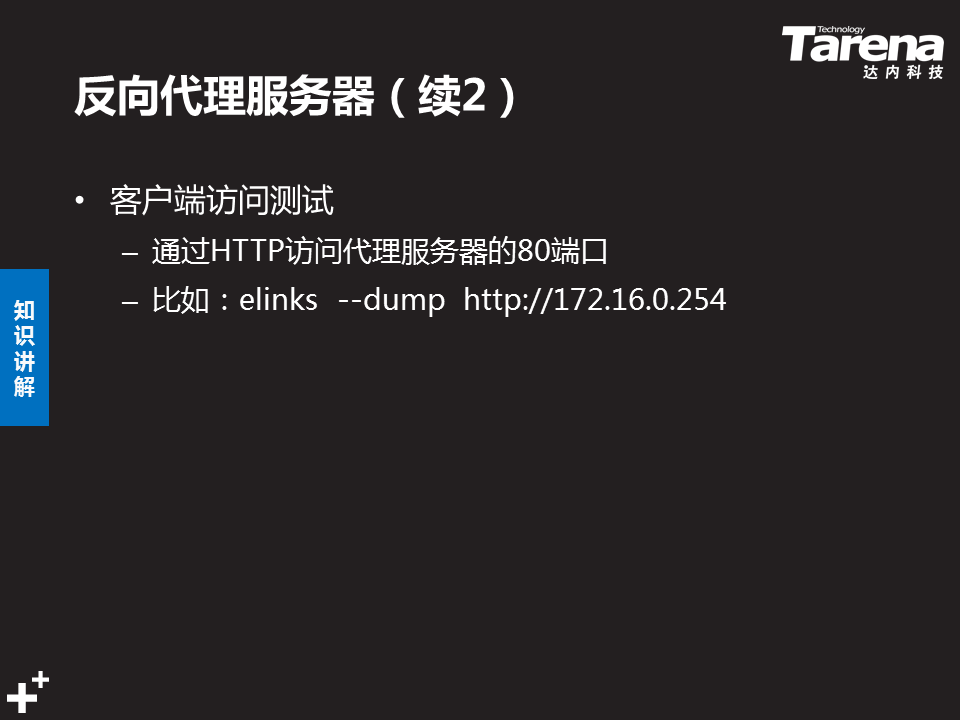 Technology
Tarena
达内科技
反向代理服务器（续2）
• 客户端访问测试
– 通过HTTP访问代理服务器的80端口
– 比如：elinks --dump http://172.16.0.254
知识讲解